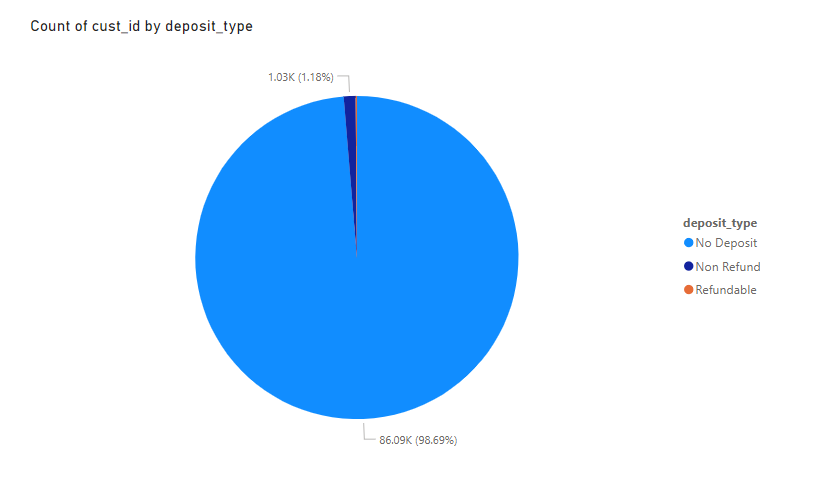 Count of cust_id by deposit_type
1.03K (1.18%)
deposit_type
No Deposit
Non Refund
Refundable
86.09K (98.69%)